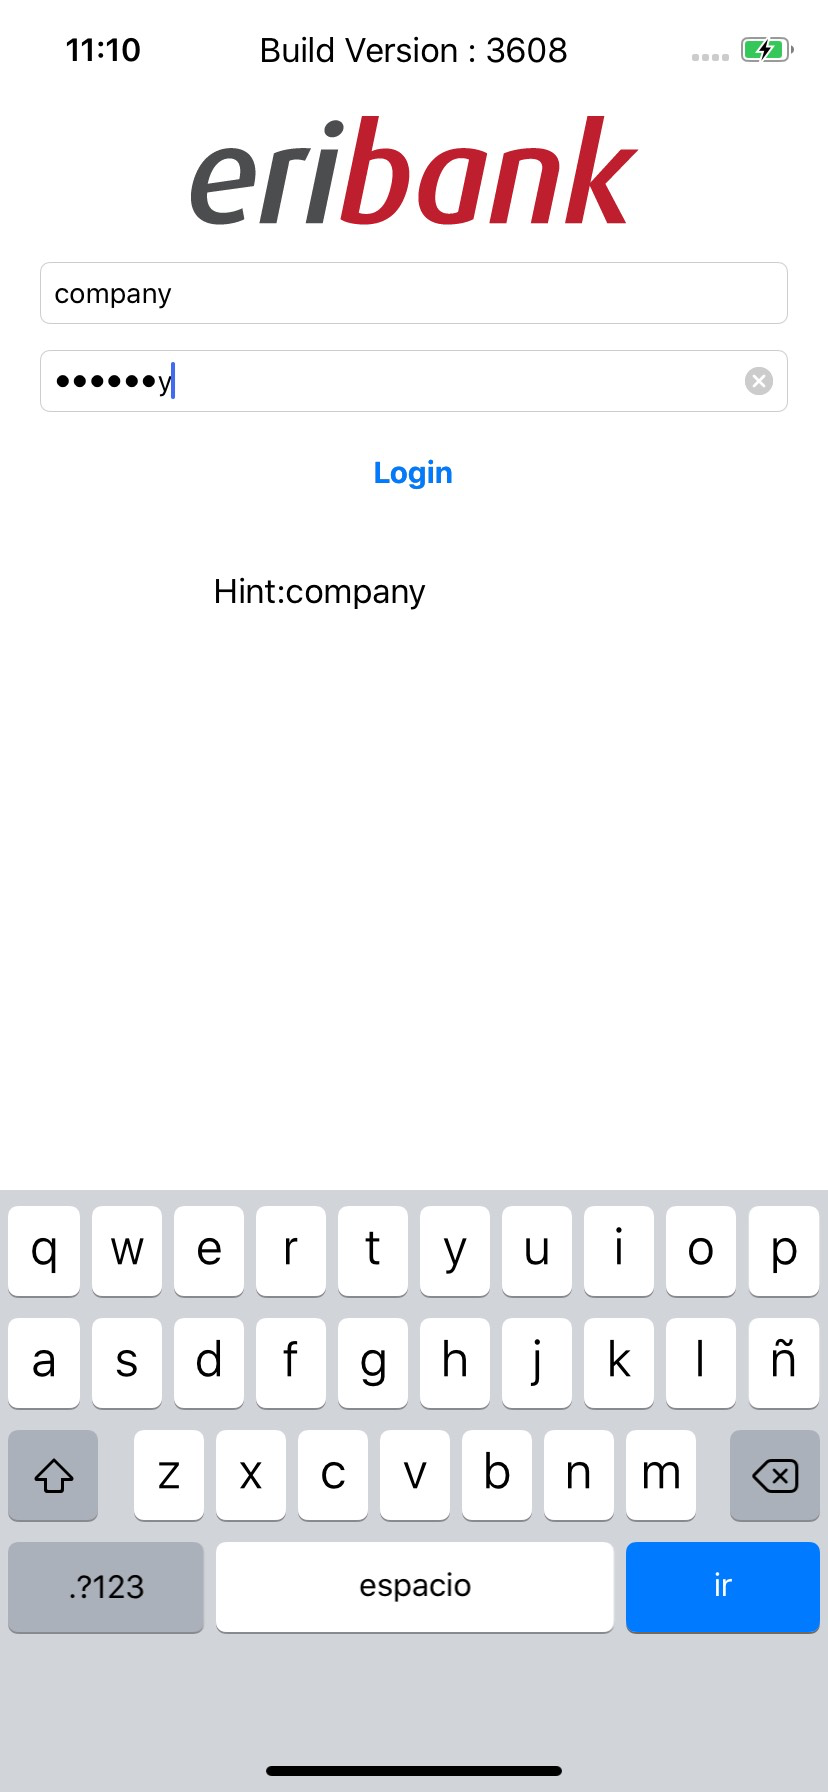 11:10
Build Version : 3608
eribank
company
••••••y
Login
Hint:company
q w e r t y u i o p
a s d f g h j k l ñ
z x c v b n m
.?123 espacio ir